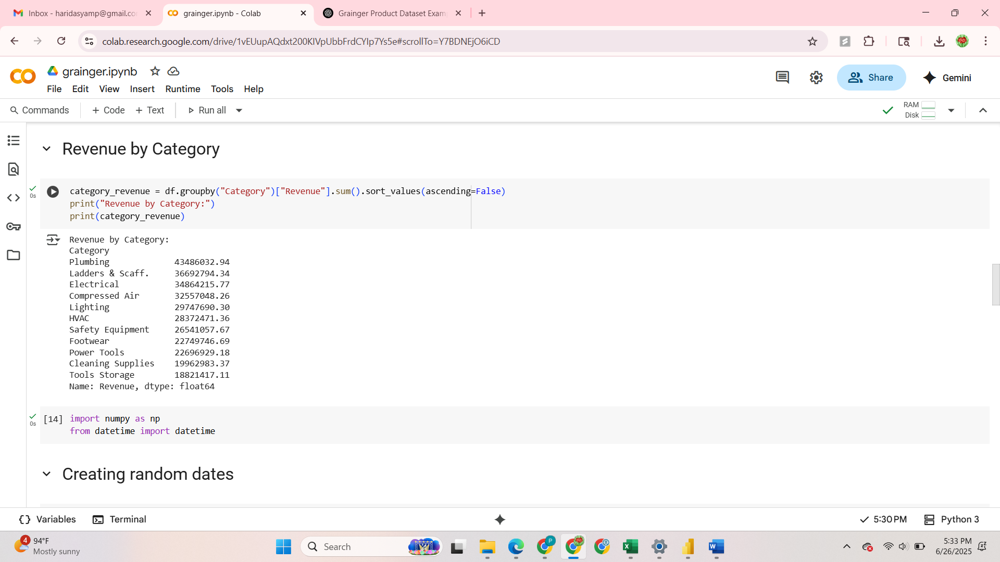 Inbox - haridasyamp@gmail.co
grainger.ipynb - Colab
Grainger Product Dataset Exam
colab.research.google.com/drive/1vEUupAQdxt200KIVpUbbFrdCYIp7Ys5e#scrollTo=Y7BDNEjO6iCD
grainger.ipynb
File Edit View Insert Runtime Tools Help
Share
Gemini
Commands + Code + Text Run all
RAM
Disk
Revenue by Category
0s
category_revenue = df.groupby("Category")["Revenue"].sum().sort_values(ascending=False)
print("Revenue by Category:")
print(category_revenue)
Revenue by Category:
Category
Plumbing 43486032.94
Ladders & Scaff. 36692794.34
Electrical 34864215.77
Compressed Air 32557048.26
Lighting 29747690.30
HVAC 28372471.36
Safety Equipment 26541057.67
Footwear 22749746.69
Power Tools 22696929.18
Cleaning Supplies 19962983.37
Tools Storage 18821417.11
Name: Revenue, dtype: float64
0s
[14] import numpy as np
from datetime import datetime
Creating random dates
Variables Terminal
5:30 PM Python 3
4
94°F
Mostly sunny
Search
P
5:33 PM
6/26/2025